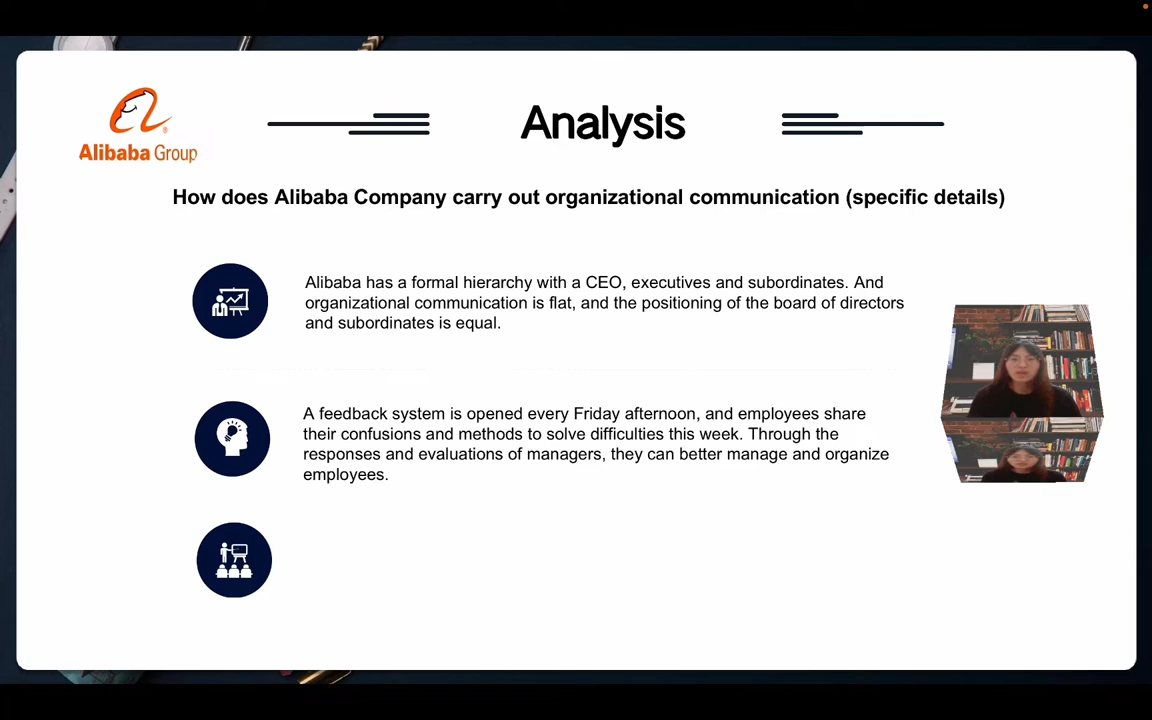 Analysis
Alibaba Group
How does Alibaba Company carry out organizational communication (specific details)
Alibaba has a formal hierarchy with a CEO, executives and subordinates. And
organizational communication is flat, and the positioning of the board of directors
and subordinates is equal.
A feedback system is opened every Friday afternoon, and employees share
their confusions and methods to solve difficulties this week. Through the
responses and evaluations of managers, they can better manage and organize
employees.